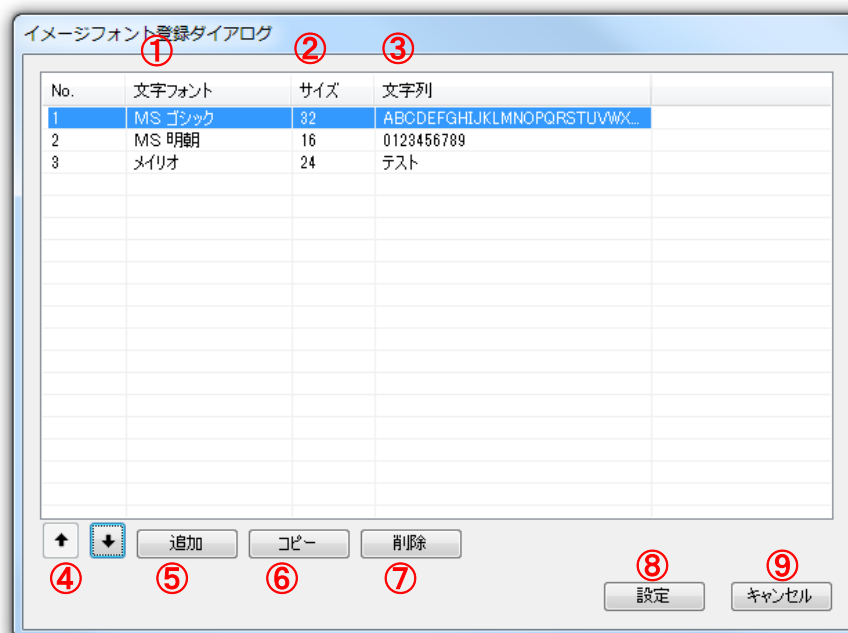 イメージフォント登録ダイアログ
① ② ③
No. 文字フォント サイズ 文字列
1 MS ゴシック 32 ABCDEFGHIJKLMNOPQRSTUVWX...
2 MS 明朝 16 0123456789
3 メイリオ 24 テスト
追加 コピー 削除
④ ⑤ ⑥ ⑦ ⑧ ⑨
設定 キャンセル